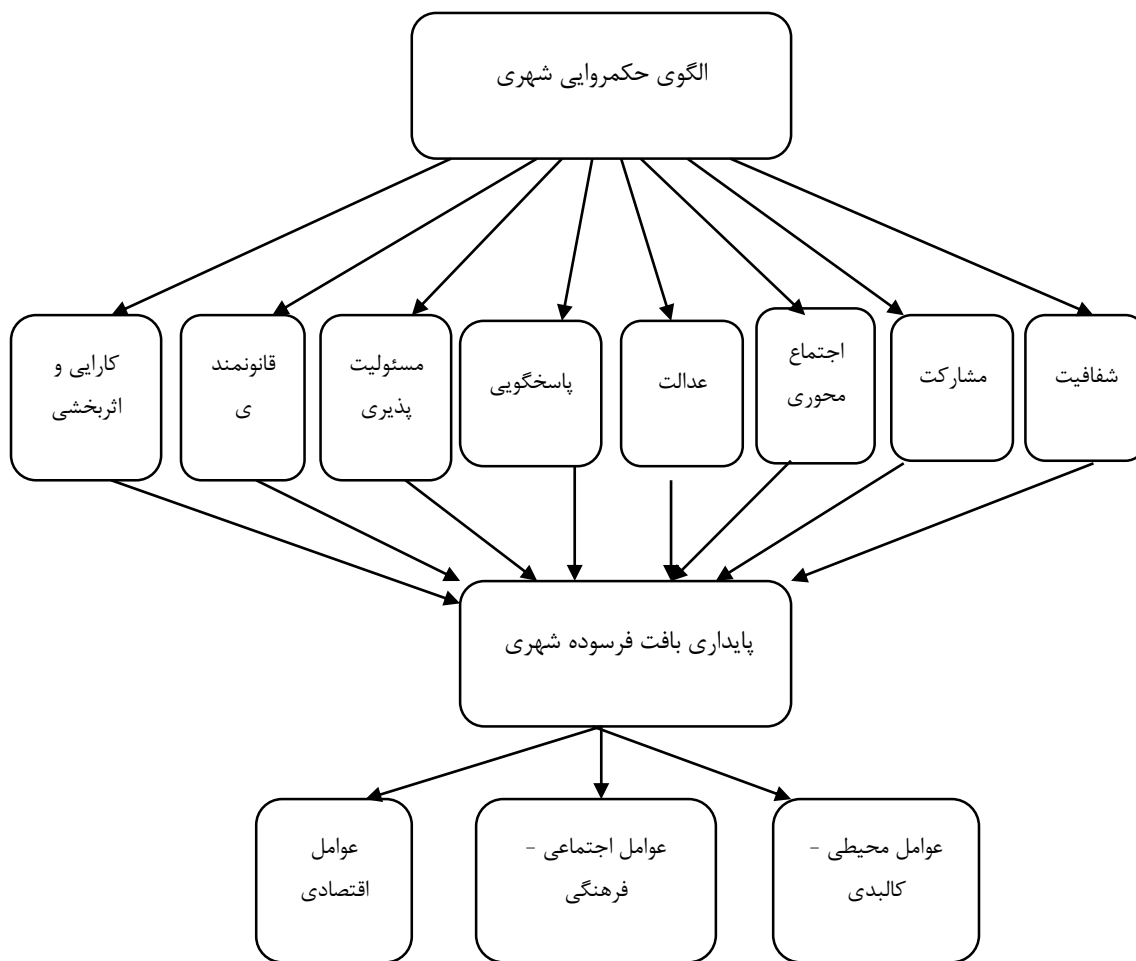 الگوی حکمروایی شهری
شفافیت
مشارکت
اجتماع
محوری
عدالت
پاسخگویی
مسئولیت
پذیری
قانونمند
ی
کارایی و
اثربخشی
پایداری بافت فرسوده شهری
عوامل محیطی –
کالبدی
عوامل اجتماعی –
فرهنگی
عوامل
اقتصادی